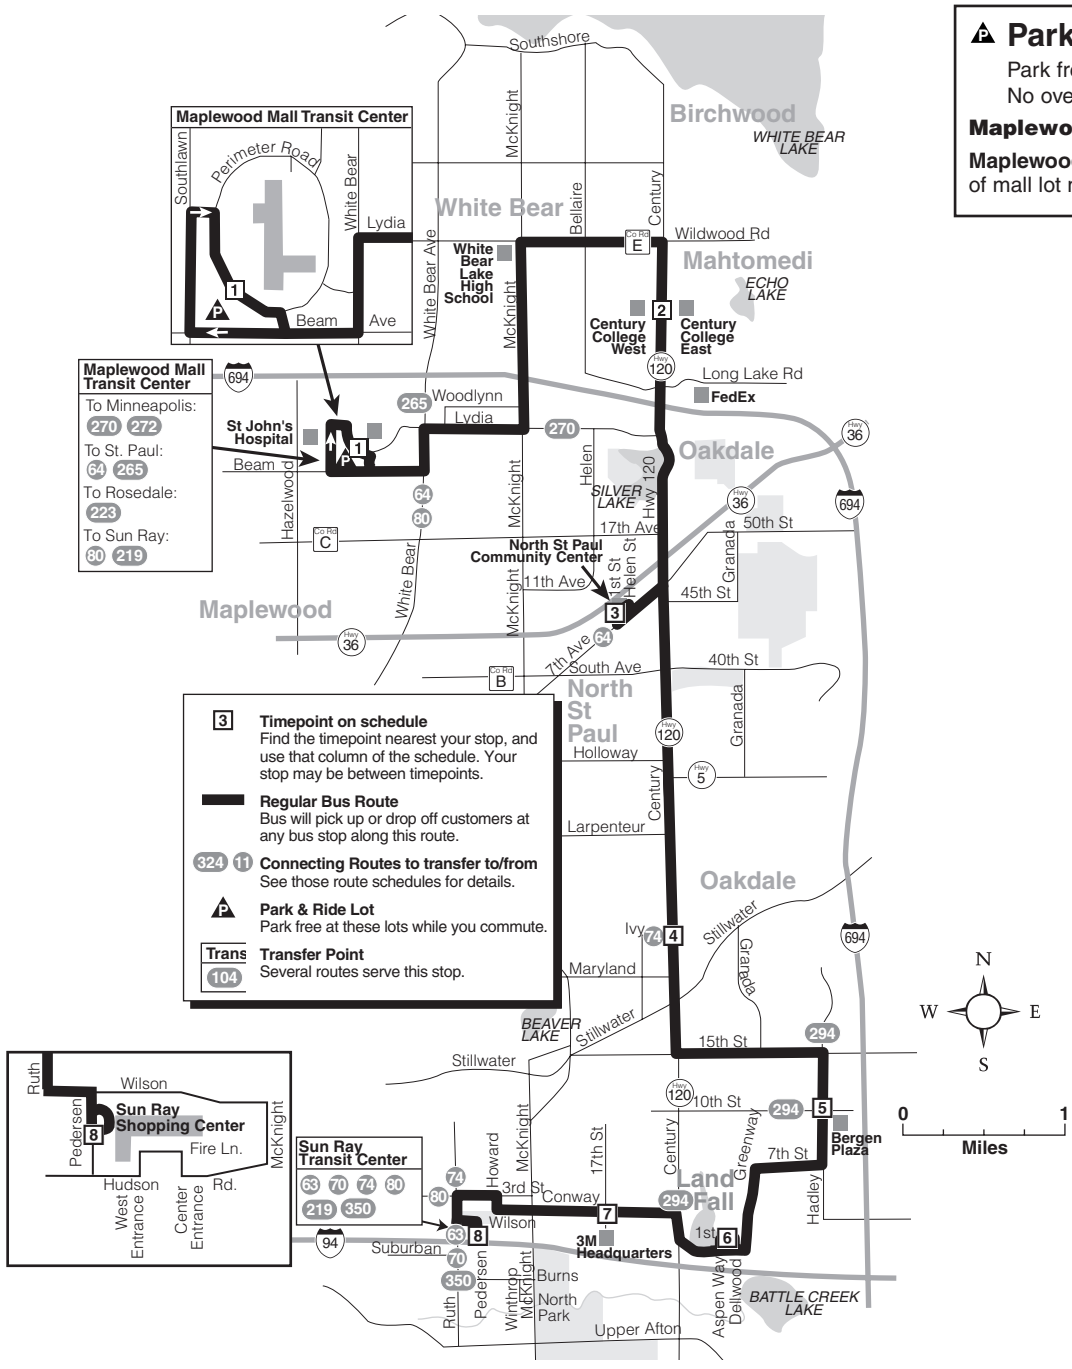 Southshore
McKnight
Birchwood
WHITE BEAR
LAKE
Park
Park fr
No ove
Maplewo
Maplewoo
of mall lot
Maplewood Mall Transit Center
Southlawn
Perimeter Road
White Bear
Lydia
1
P
Beam
Ave
White Bear
White Bear Ave
Bellaire
Century
Co Rd
E
Wildwood Rd
Mahtomedi
ECHO
LAKE
White
Bear
Lake
High
School
McKnight
2
Century
College
West
Century
College
East
Hwy
120
Long Lake Rd
FedEx
Maplewood Mall
Transit Center
To Minneapolis:
270 272
To St. Paul:
64 265
To Rosedale:
223
To Sun Ray:
80 219
694
265
Woodlynn
Lydia
270
St John's
Hospital
1
P
Beam
Hazelwood
64
80
Co Rd
C
White Bear
McKnight
Helen
SILVER
LAKE
Hwy 120
Oakdale
Hwy
36
Hwy
36
694
17th Ave
50th St
Granada
North St Paul
Community Center
1st St
Helen St
11th Ave
45th St
McKnight
3
64
Maplewood
Hwy
36
7th Ave
Co Rd
B
South Ave
40th St
North
St
Paul
Hwy
120
Granada
Holloway
Hwy
5
Century
Larpenteur
3
Timepoint on schedule
Find the timepoint nearest your stop, and
use that column of the schedule. Your
stop may be between timepoints.
Regular Bus Route
Bus will pick up or drop off customers at
any bus stop along this route.
324 11
Connecting Routes to transfer to/from
See those route schedules for details.
P
Park & Ride Lot
Park free at these lots while you commute.
Trans
104
Transfer Point
Several routes serve this stop.
Oakdale
Ivy
74
4
Stillwater
Granada
694
Maryland
BEAVER
LAKE
Stillwater
Stillwater
294
15th St
N
W
E
S
Hwy
120
10th St
294
5
Bergen
Plaza
0
1
Miles
Ruth
Wilson
Pedersen
Sun Ray
Shopping Center
8
Fire Ln.
McKnight
Hudson
Rd.
West
Entrance
Center
Entrance
Sun Ray
Transit Center
63 70 74 80
219 350
74
80
Howard
McKnight
17th St
Century
Greenway
7th St
Hadley
Land
Fall
294
3rd St
Conway
Wilson
7
3M
Headquarters
1st
6
94
Suburban
63
8
70
350
Ruth
Pedersen
Winthrop
McKnight
Burns
North
Park
Aspen Way
Dellwood
BATTLE CREEK
LAKE
Upper Afton